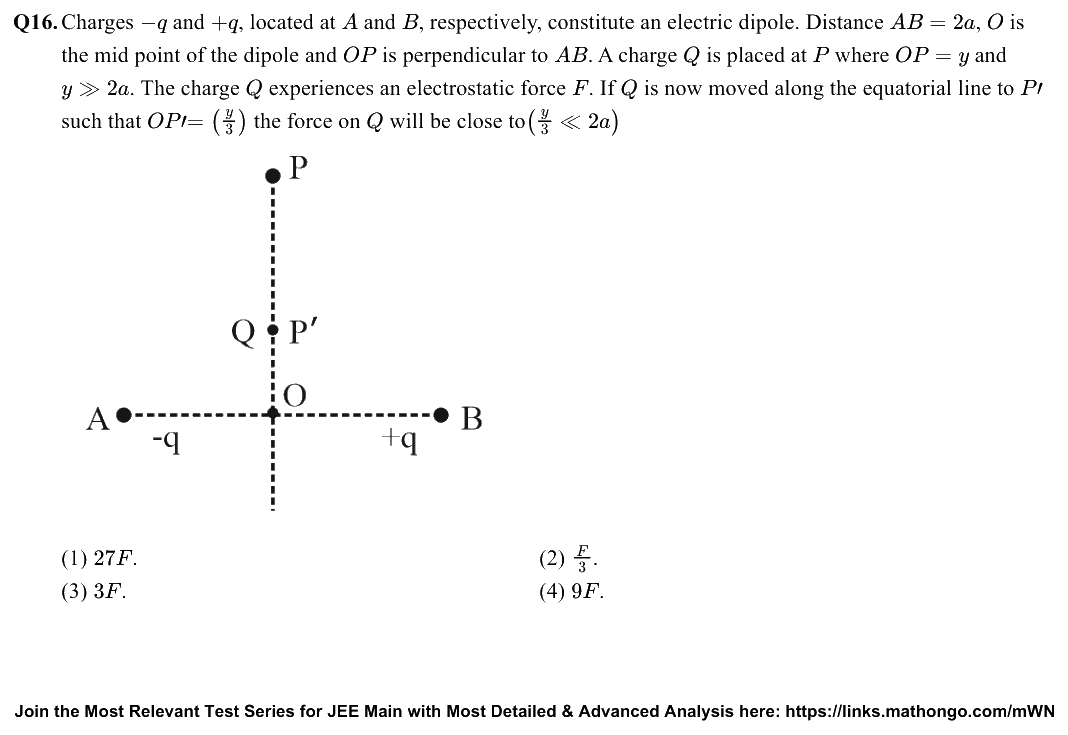 Q16. Charges −q and +q, located at A and B, respectively, constitute an electric dipole. Distance AB = 2a, O is
the mid point of the dipole and OP is perpendicular to AB. A charge Q is placed at P where OP = y and
y ≫ 2a. The charge Q experiences an electrostatic force F. If Q is now moved along the equatorial line to P′
such that OP′= (y/3) the force on Q will be close to (y/3 ≪ 2a)
P
Q P′
O
A B
-q +q
(1) 27F. (2) F/3.
(3) 3F. (4) 9F.
Join the Most Relevant Test Series for JEE Main with Most Detailed & Advanced Analysis here: https://links.mathongo.com/mWN